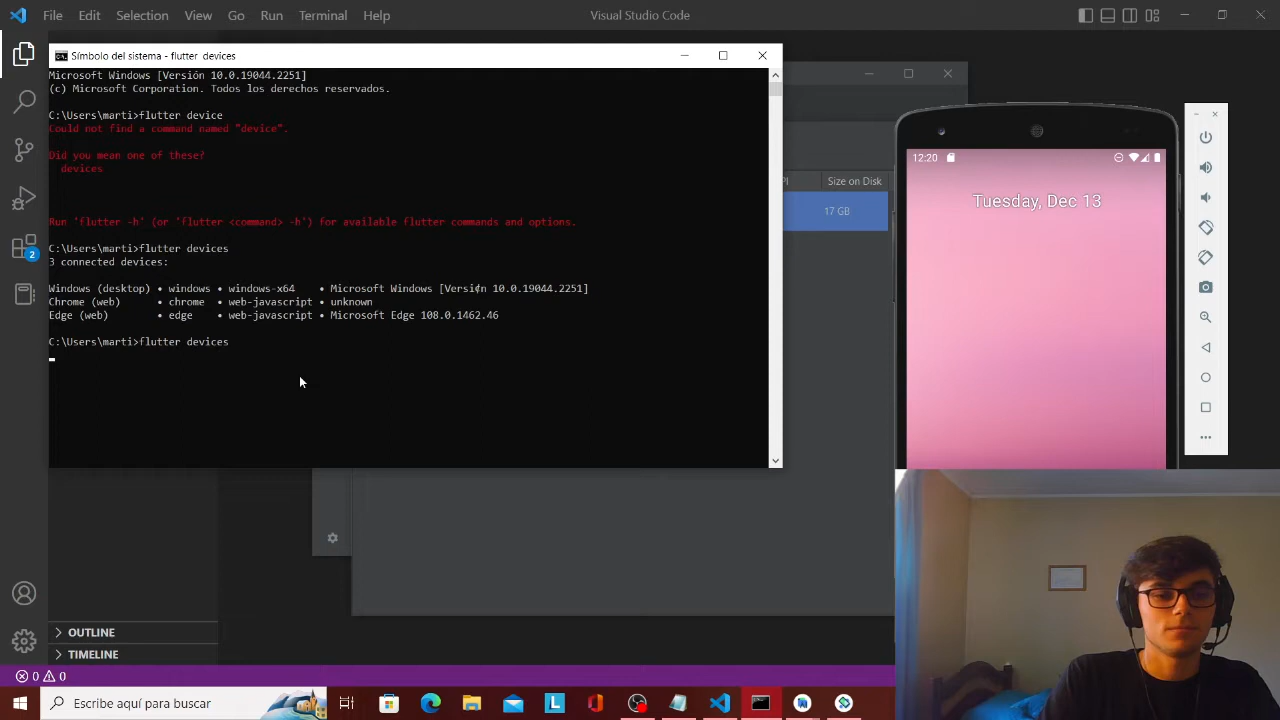 File Edit Selection View Go Run Terminal Help
Visual Studio Code
Símbolo del sistema - flutter devices
Microsoft Windows [Versión 10.0.19044.2251]
(c) Microsoft Corporation. Todos los derechos reservados.
C:\Users\marti>flutter device
Could not find a command named "device".
Did you mean one of these?
devices
Run 'flutter -h' (or 'flutter <command> -h') for available flutter commands and options.
C:\Users\marti>flutter devices
3 connected devices:
Windows (desktop) • windows • windows-x64 • Microsoft Windows [Versi¢n 10.0.19044.2251]
Chrome (web) • chrome • web-javascript • unknown
Edge (web) • edge • web-javascript • Microsoft Edge 108.0.1462.46
C:\Users\marti>flutter devices
PI Size on Disk
17 GB
12:20
Tuesday, Dec 13
2
OUTLINE
TIMELINE
0 0
Escribe aquí para buscar